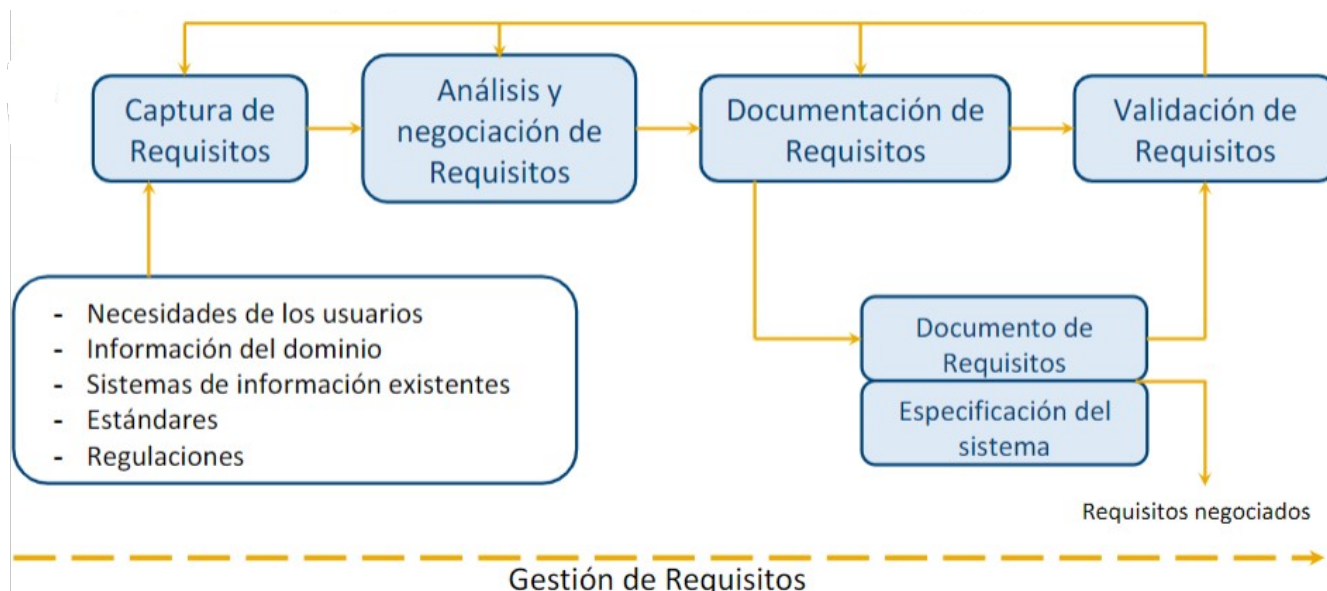 Captura de
Requisitos
Análisis y
negociación de
Requisitos
Documentación de
Requisitos
Validación de
Requisitos
- Necesidades de los usuarios
- Información del dominio
- Sistemas de información existentes
- Estándares
- Regulaciones
Documento de
Requisitos
Especificación del
sistema
Requisitos negociados
Gestión de Requisitos